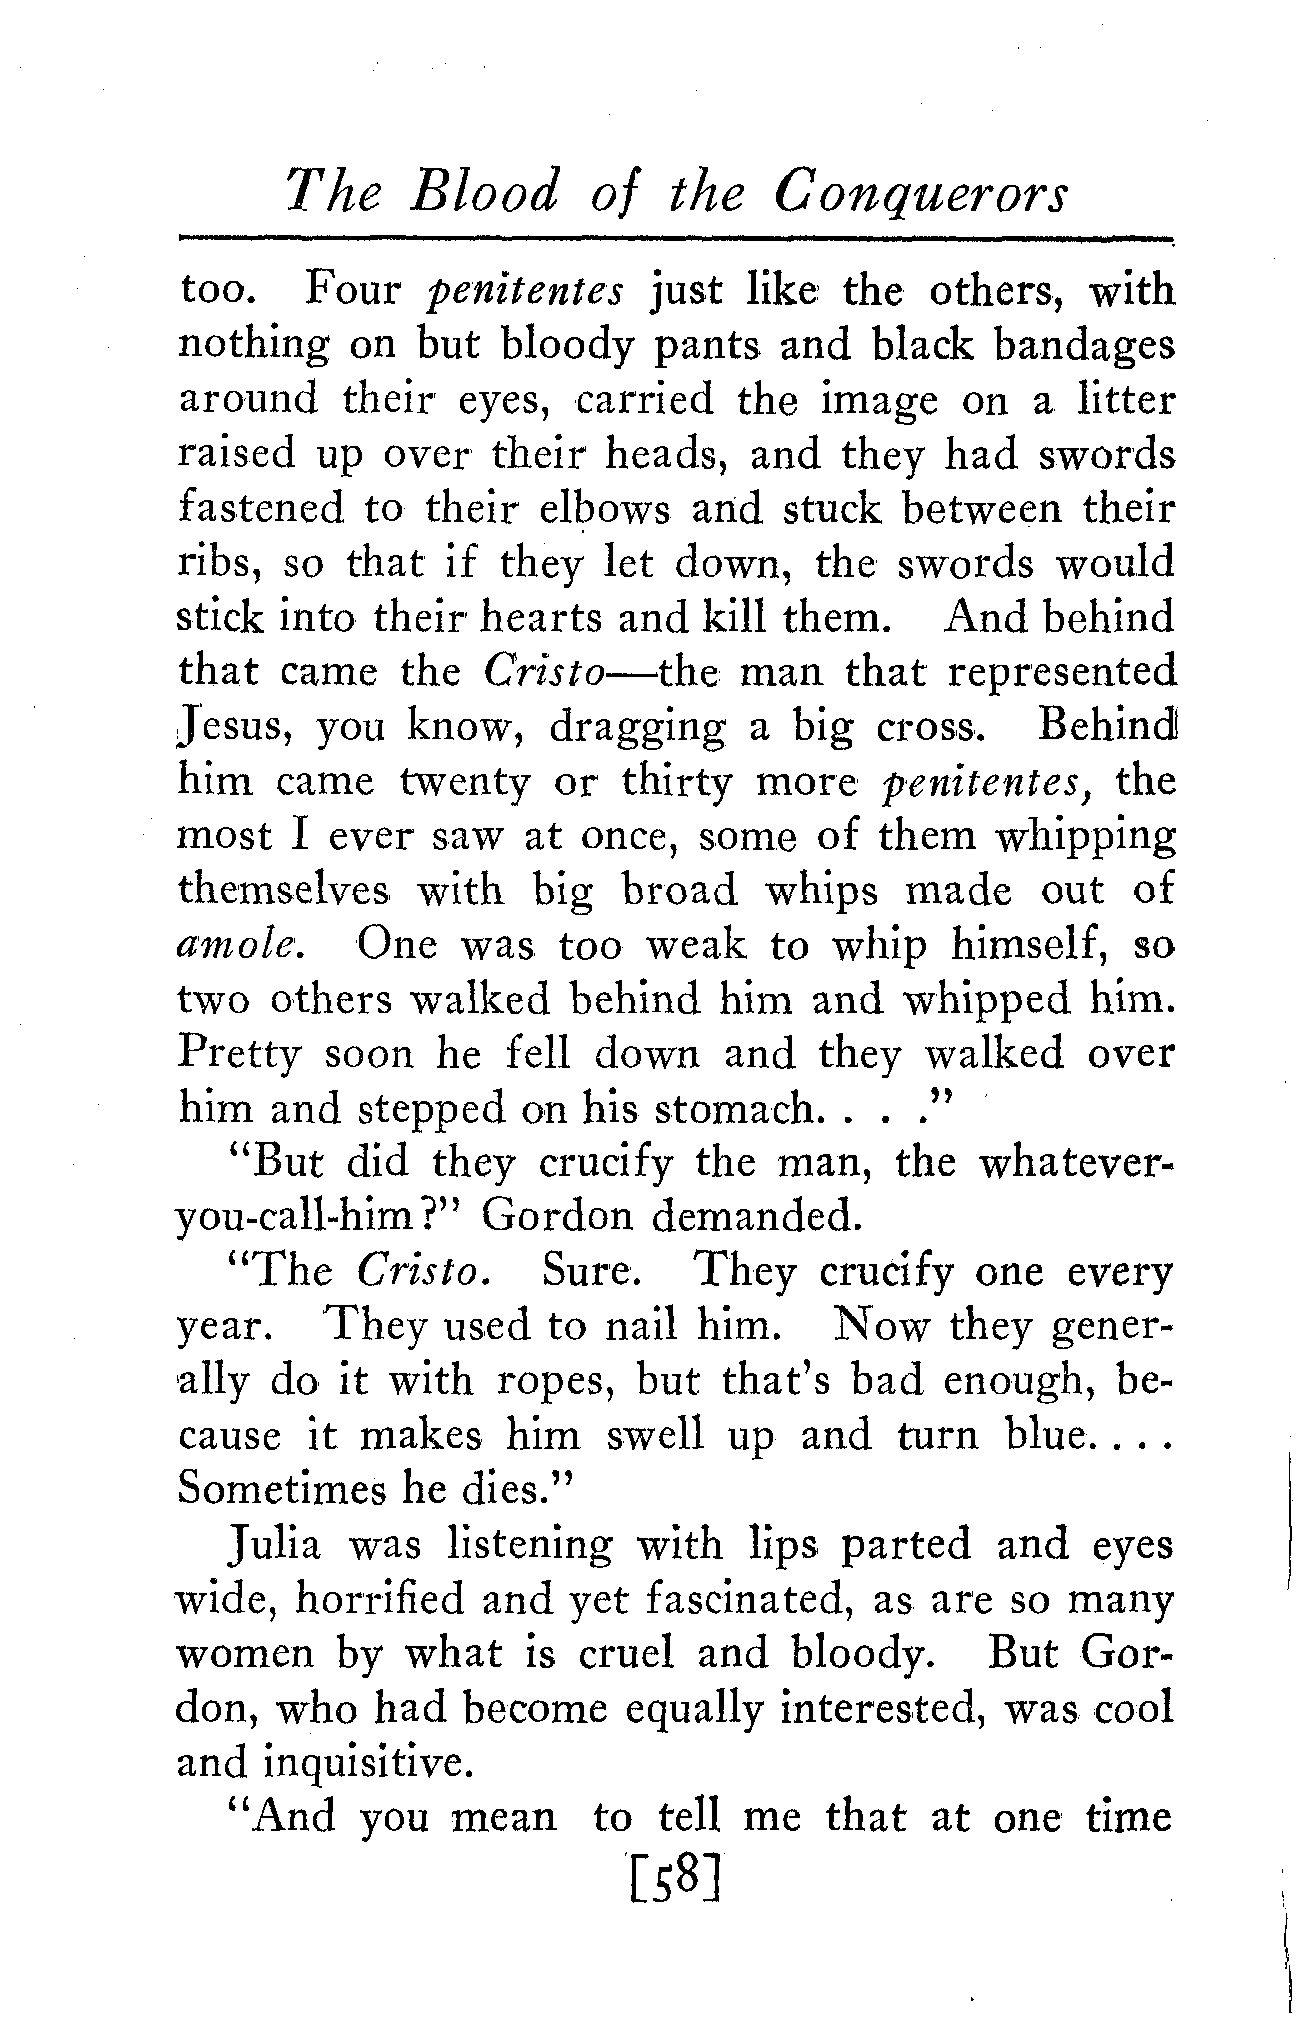 The Blood of the Conquerors
too. Four penitentes just like the others, with
nothing on but bloody pants and black bandages
around their eyes, carried the image on a litter
raised up over their heads, and they had swords
fastened to their elbows and stuck between their
ribs, so that if they let down, the swords would
stick into their hearts and kill them. And behind
that came the Cristo—the man that represented
Jesus, you know, dragging a big cross. Behind
him came twenty or thirty more penitentes, the
most I ever saw at once, some of them whipping
themselves with big broad whips made out of
amole. One was too weak to whip himself, so
two others walked behind him and whipped him.
Pretty soon he fell down and they walked over
him and stepped on his stomach. . . ."
"But did they crucify the man, the whatever-
you-call-him?" Gordon demanded.
"The Cristo. Sure. They crucify one every
year. They used to nail him. Now they gener-
ally do it with ropes, but that's bad enough, be-
cause it makes him swell up and turn blue. . . .
Sometimes he dies."
Julia was listening with lips parted and eyes
wide, horrified and yet fascinated, as are so many
women by what is cruel and bloody. But Gor-
don, who had become equally interested, was cool
and inquisitive.
"And you mean to tell me that at one time
[58]